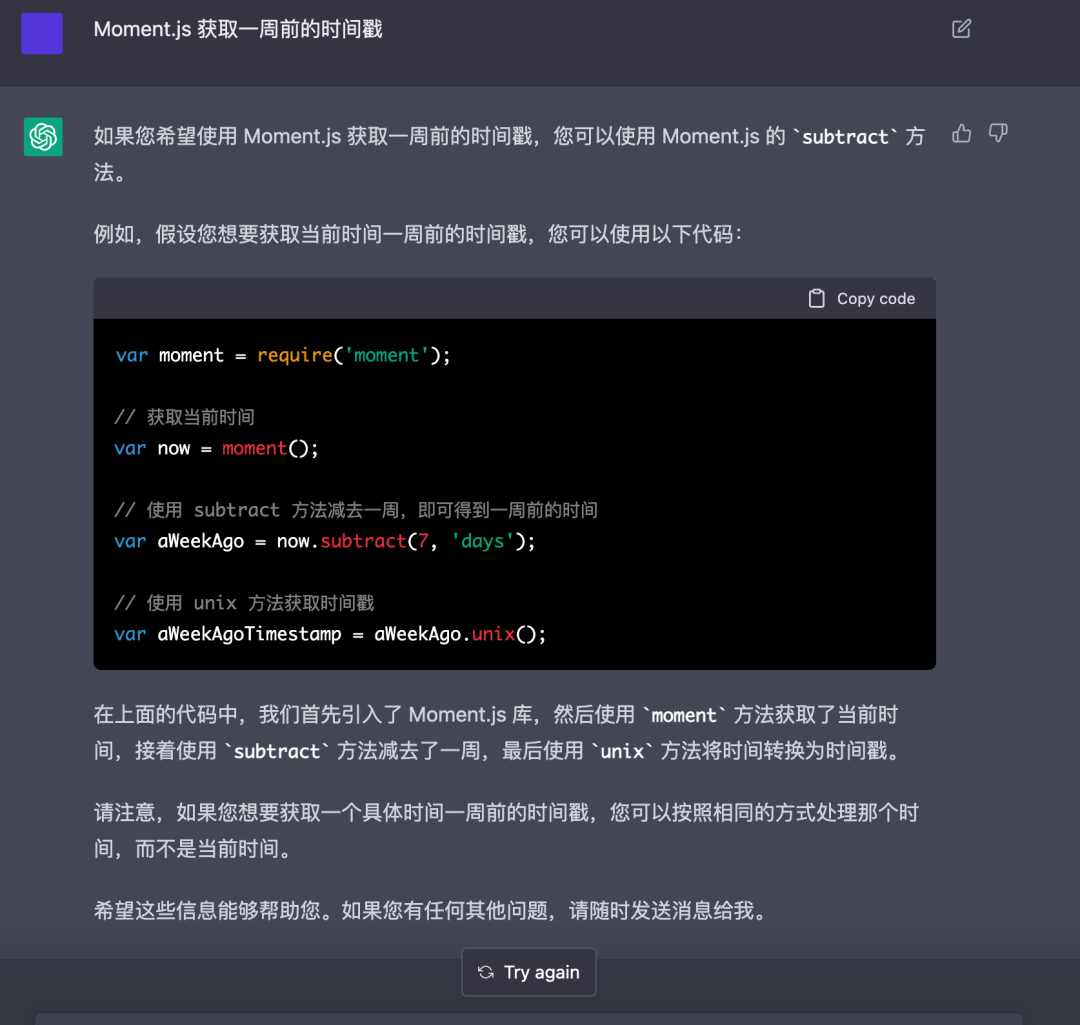 Moment.js 获取一周前的时间戳
如果您希望使用 Moment.js 获取一周前的时间戳，您可以使用 Moment.js 的 `subtract` 方
法。
例如，假设您想要获取当前时间一周前的时间戳，您可以使用以下代码：
Copy code
var moment = require('moment');
// 获取当前时间
var now = moment();
// 使用 subtract 方法减去一周，即可得到一周前的时间
var aWeekAgo = now.subtract(7, 'days');
// 使用 unix 方法获取时间戳
var aWeekAgoTimestamp = aWeekAgo.unix();
在上面的代码中，我们首先引入了 Moment.js 库，然后使用 `moment` 方法获取了当前时
间，接着使用 `subtract` 方法减去了一周，最后使用 `unix` 方法将时间转换为时间戳。
请注意，如果您想要获取一个具体时间一周前的时间戳，您可以按照相同的方式处理那个时
间，而不是当前时间。
希望这些信息能够帮助您。如果您有任何其他问题，请随时发送消息给我。
Try again